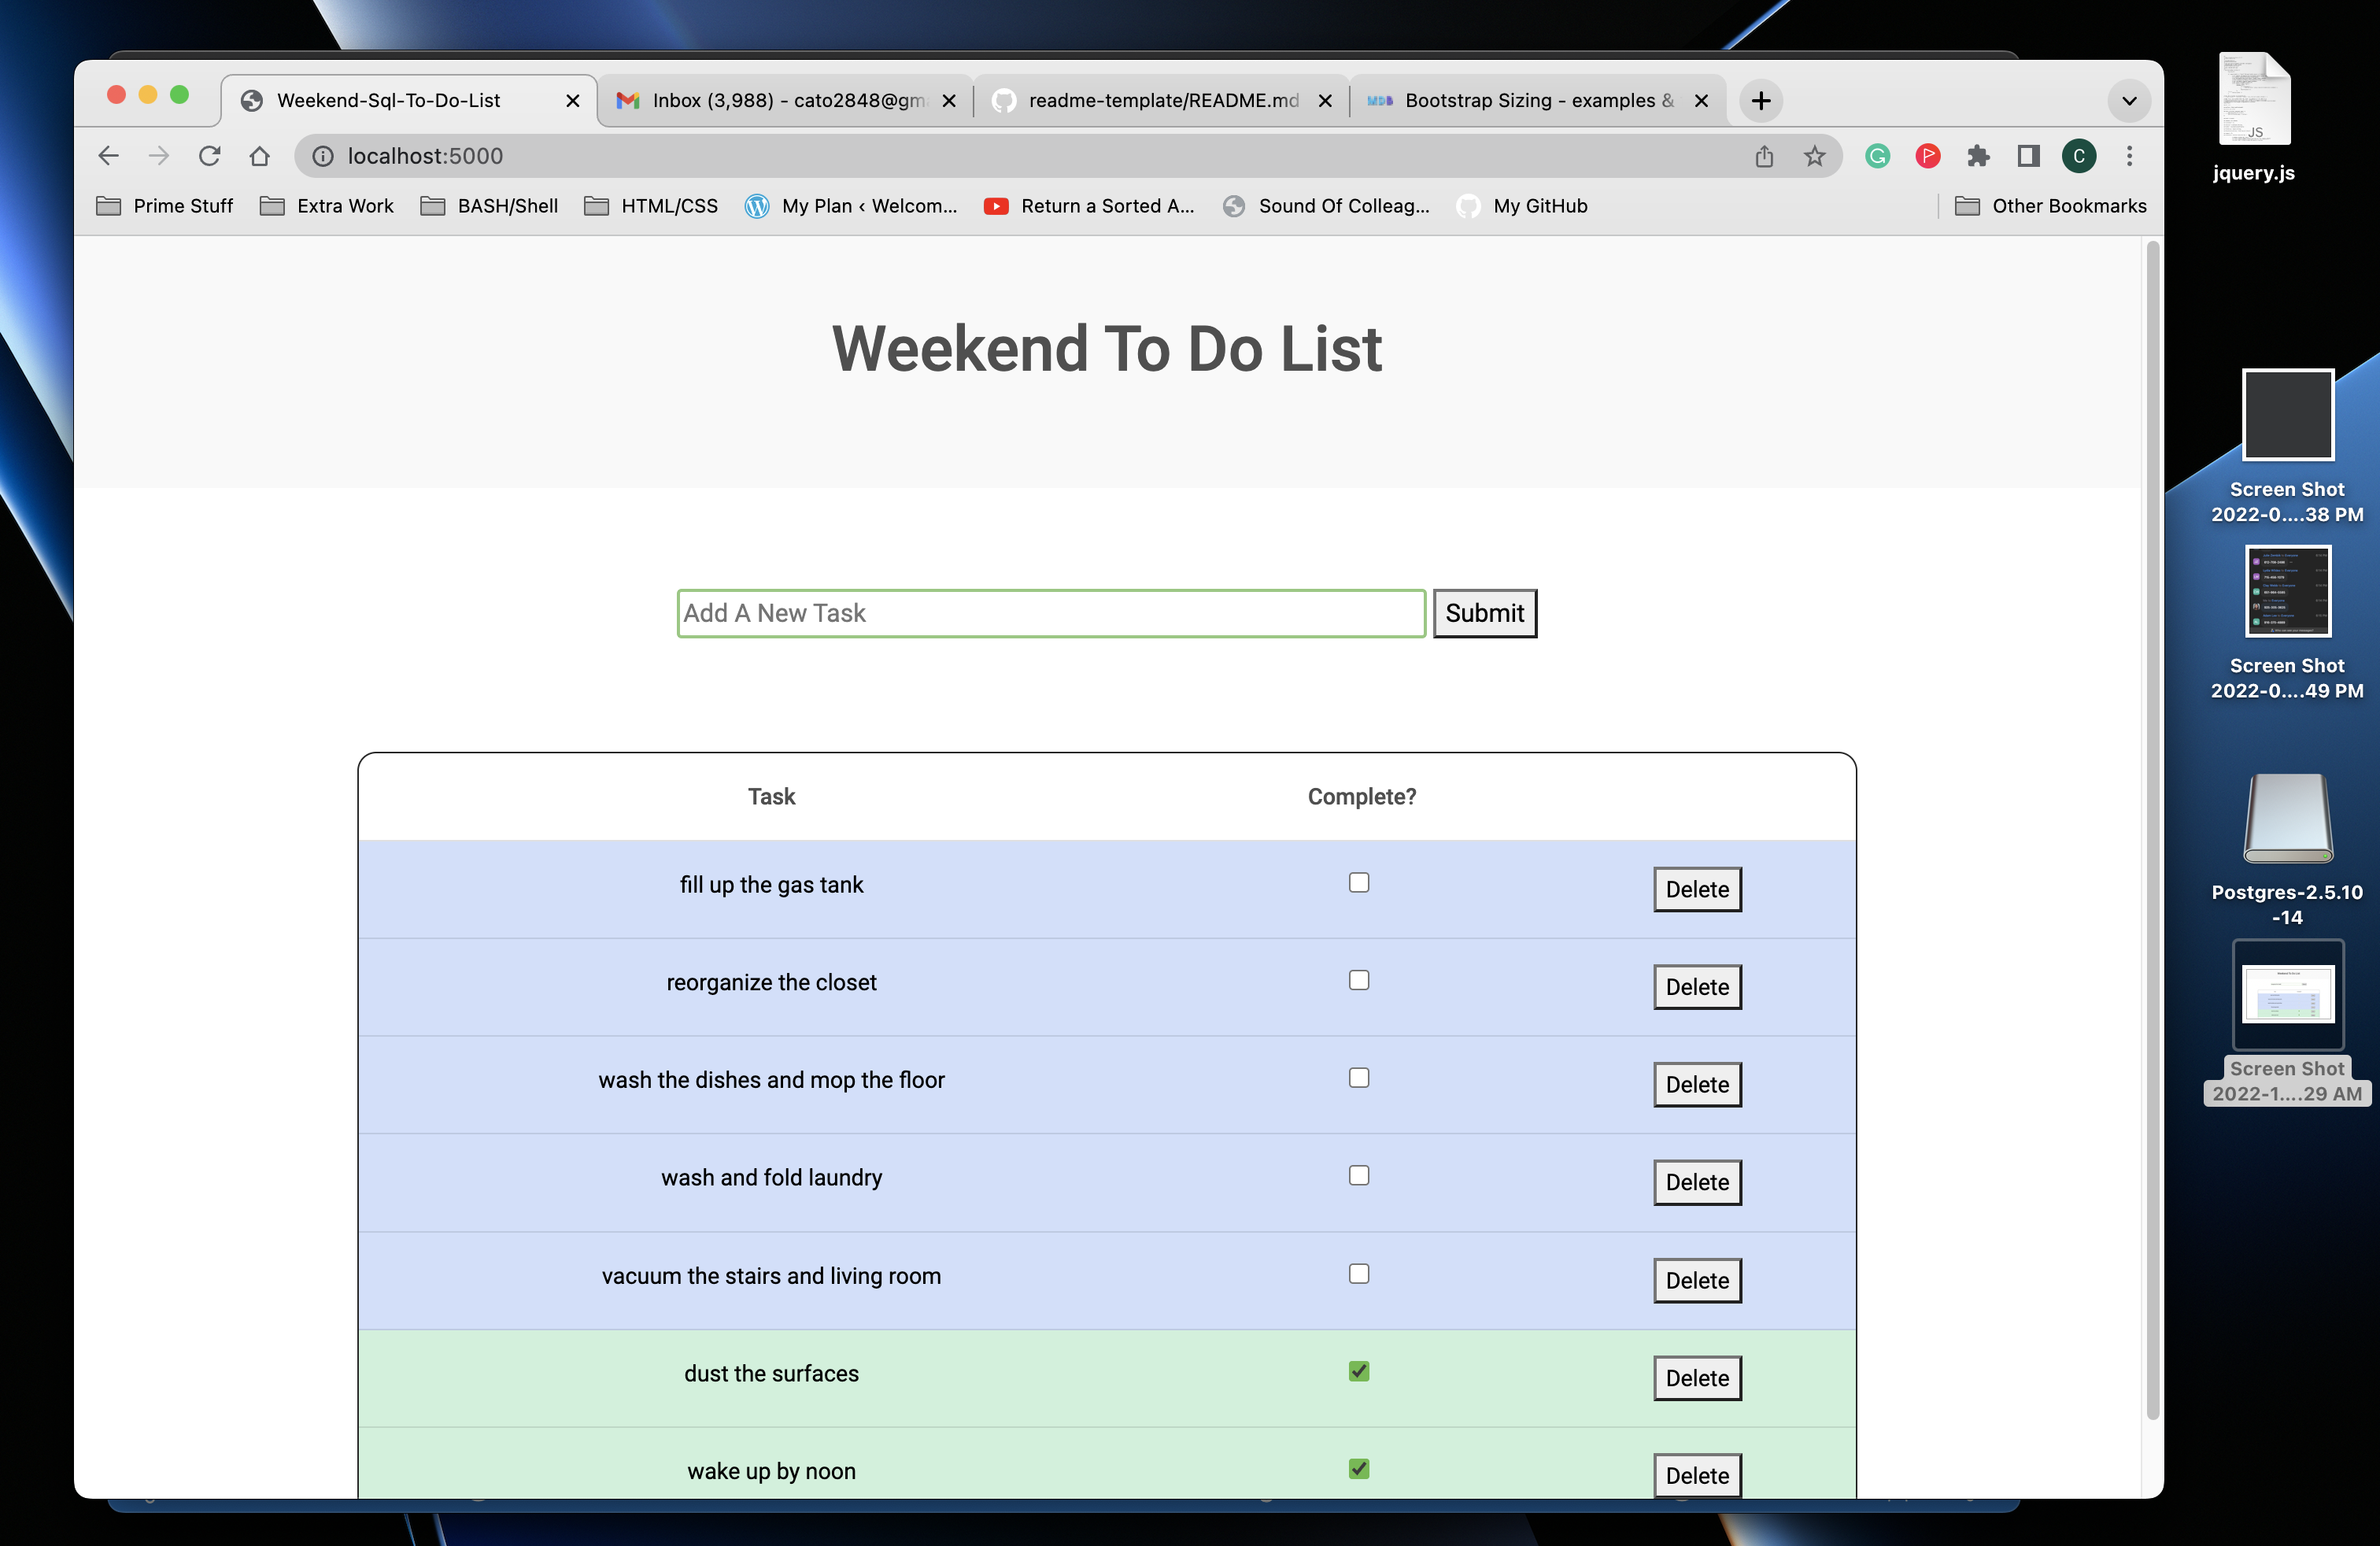 Weekend-Sql-To-Do-List
Inbox (3,988) - cato2848@gm
readme-template/README.md
Bootstrap Sizing - examples &
localhost:5000
Prime Stuff
Extra Work
BASH/Shell
HTML/CSS
My Plan ‹ Welcom...
Return a Sorted A...
Sound Of Colleag...
My GitHub
Other Bookmarks
Weekend To Do List
Add A New Task
Submit
Task Complete?
fill up the gas tank Delete
reorganize the closet Delete
wash the dishes and mop the floor Delete
wash and fold laundry Delete
vacuum the stairs and living room Delete
dust the surfaces Delete
wake up by noon Delete
JS
jquery.js
Screen Shot
2022-0....38 PM
Screen Shot
2022-0....49 PM
Postgres-2.5.10
-14
Screen Shot
2022-1....29 AM